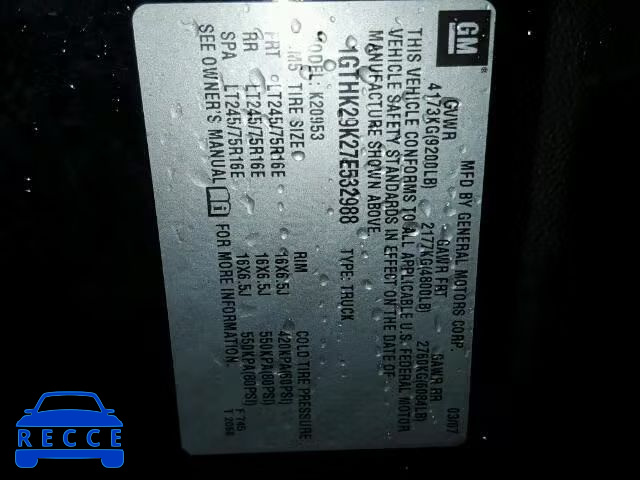 GM ®
MFD BY GENERAL MOTORS CORP. 03/07
GVWR GAWR FRT GAWR RR
4173KG(9200LB) 2177KG(4800LB) 2760KG(6084LB)
THIS VEHICLE CONFORMS TO ALL APPLICABLE U.S. FEDERAL MOTOR
VEHICLE SAFETY STANDARDS IN EFFECT ON THE DATE OF
MANUFACTURE SHOWN ABOVE.
1GTHK29K27E532988 TYPE: TRUCK
MODEL: K20953
TIRE SIZE RIM COLD TIRE PRESSURE
FRT LT245/75R16E 16X6.5J 420KPA(60PSI)
RR LT245/75R16E 16X6.5J 550KPA(80PSI)
SPA LT245/75R16E 16X6.5J 550KPA(80PSI)
SEE OWNER'S MANUAL FOR MORE INFORMATION.
F 745
T 2068
RECCE